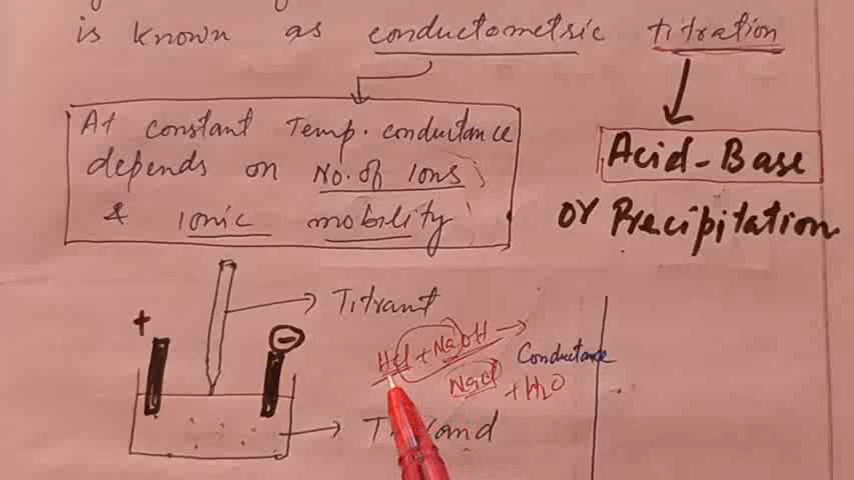 is known as conductometric titration
At constant Temp. conductance
depends on No. of Ions
& ionic mobility
Acid-Base
or Precipitation
+
Titrant
-
HCl + NaOH →
NaCl + H2O
Conductance